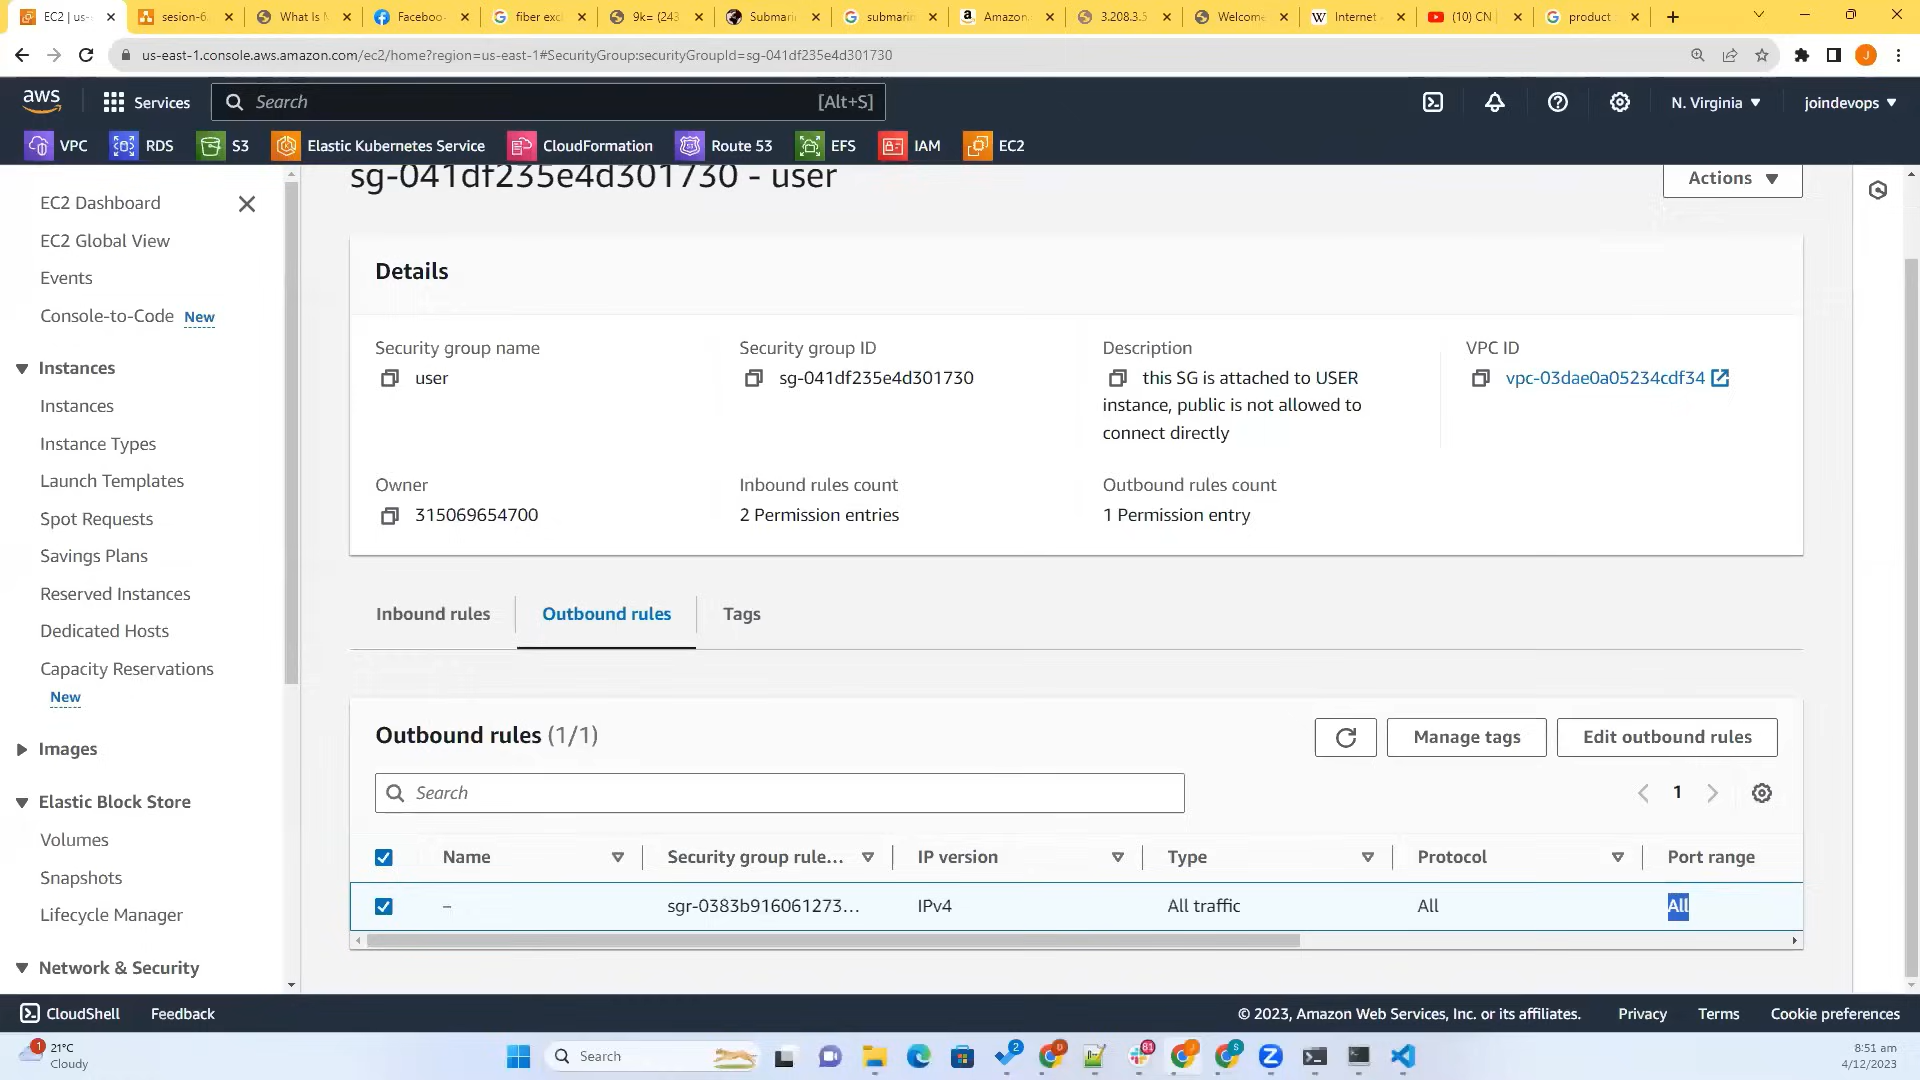 EC2 | us-
sesion-6.
What Is M
Faceboo
fiber exc
9k= (243
Submarin
submarin
Amazon.
3.208.3.5
Welcome
Internet
(10) CN
product
us-east-1.console.aws.amazon.com/ec2/home?region=us-east-1#SecurityGroup:securityGroupId=sg-041df235e4d301730
J
aws
Services
Search
[Alt+S]
N. Virginia
joindevops
VPC
RDS
S3
Elastic Kubernetes Service
CloudFormation
Route 53
EFS
IAM
EC2
EC2 Dashboard
EC2 Global View
Events
Console-to-Code New
Instances
Instances
Instance Types
Launch Templates
Spot Requests
Savings Plans
Reserved Instances
Dedicated Hosts
Capacity Reservations
New
Images
Elastic Block Store
Volumes
Snapshots
Lifecycle Manager
Network & Security
sg-041df235e4d301730 - user
Actions
Details
Security group name
user
Security group ID
sg-041df235e4d301730
Description
this SG is attached to USER
instance, public is not allowed to
connect directly
VPC ID
vpc-03dae0a05234cdf34
Owner
315069654700
Inbound rules count
2 Permission entries
Outbound rules count
1 Permission entry
Inbound rules
Outbound rules
Tags
Outbound rules (1/1)
Manage tags
Edit outbound rules
Search
1
Name
Security group rule...
IP version
Type
Protocol
Port range
–
sgr-0383b916061273...
IPv4
All traffic
All
All
CloudShell
Feedback
© 2023, Amazon Web Services, Inc. or its affiliates.
Privacy
Terms
Cookie preferences
1
21°C
Cloudy
Search
2
D
81
J
S
8:51 am
4/12/2023